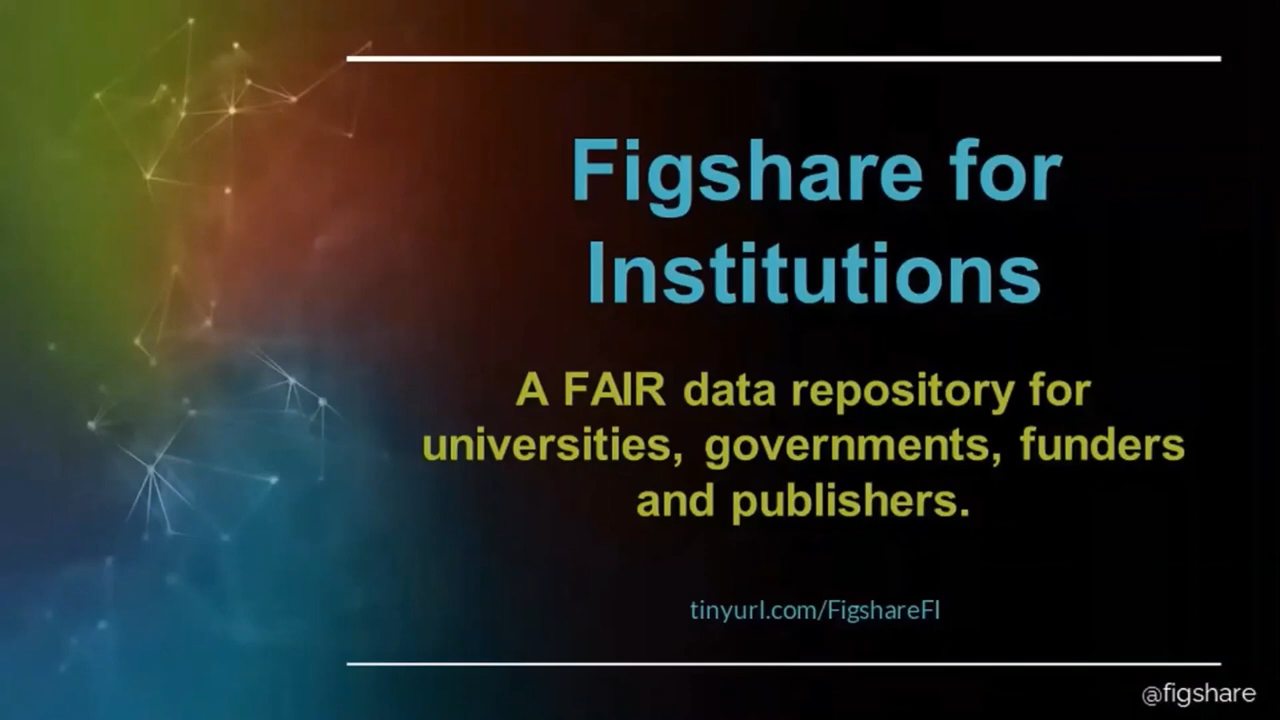 Figshare for
Institutions
A FAIR data repository for
universities, governments, funders
and publishers.
tinyurl.com/FigshareFI
@figshare